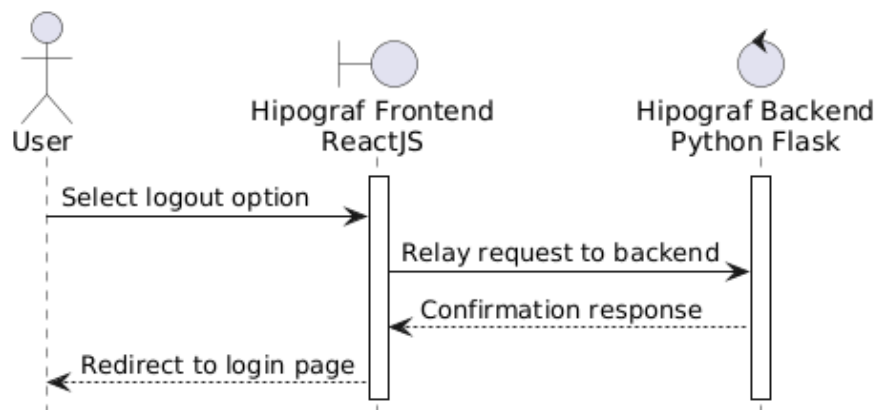 User
Hipograf Frontend
ReactJS
Hipograf Backend
Python Flask
Select logout option
Relay request to backend
Confirmation response
Redirect to login page